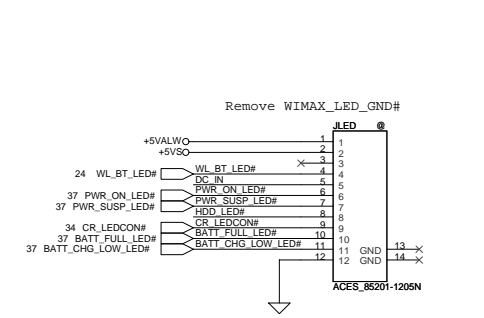 Remove WIMAX_LED_GND#
JLED @
+5VALW 1 1
+5VS 2 2
3 3
24 WL_BT_LED# WL_BT_LED# 4 4
DC_IN 5 5
37 PWR_ON_LED# PWR_ON_LED# 6 6
37 PWR_SUSP_LED# PWR_SUSP_LED# 7 7
HDD_LED# 8 8
34 CR_LEDCON# CR_LEDCON# 9 9
37 BATT_FULL_LED# BATT_FULL_LED# 10 10
37 BATT_CHG_LOW_LED# BATT_CHG_LOW_LED# 11 11 GND 13
12 12 GND 14
ACES_85201-1205N